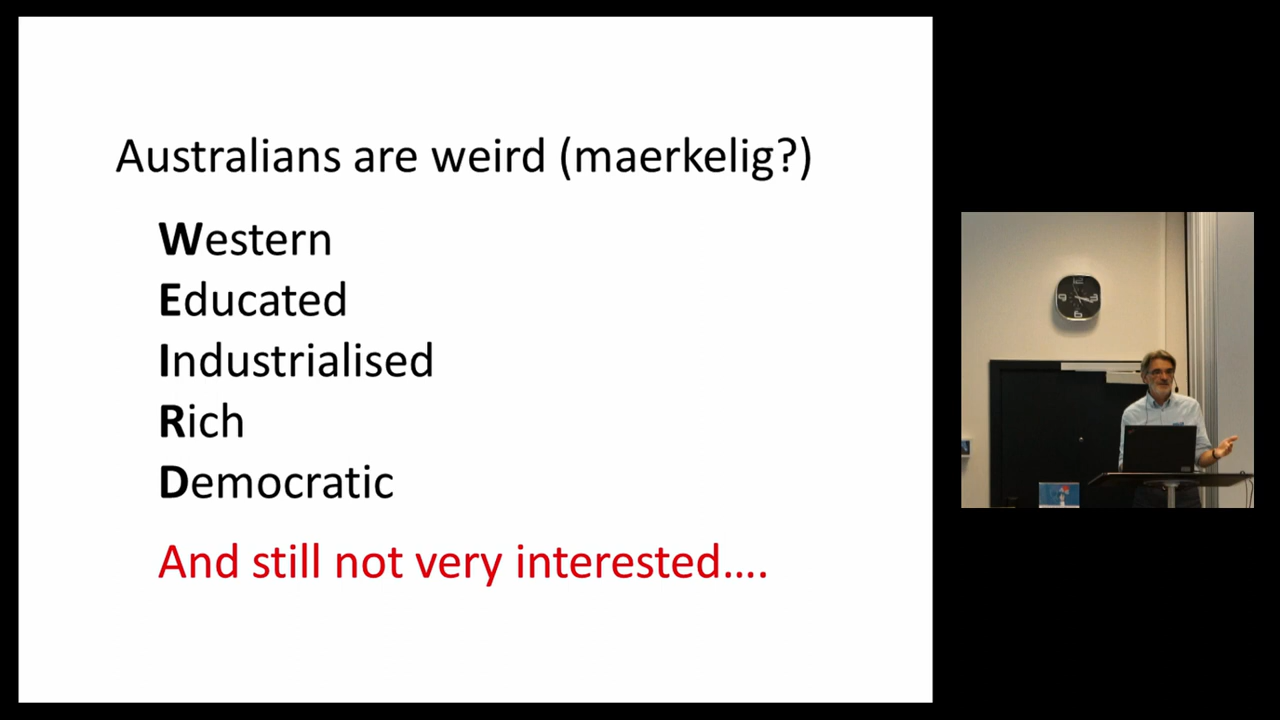 Australians are weird (maerkelig?)
Western
Educated
Industrialised
Rich
Democratic
And still not very interested....